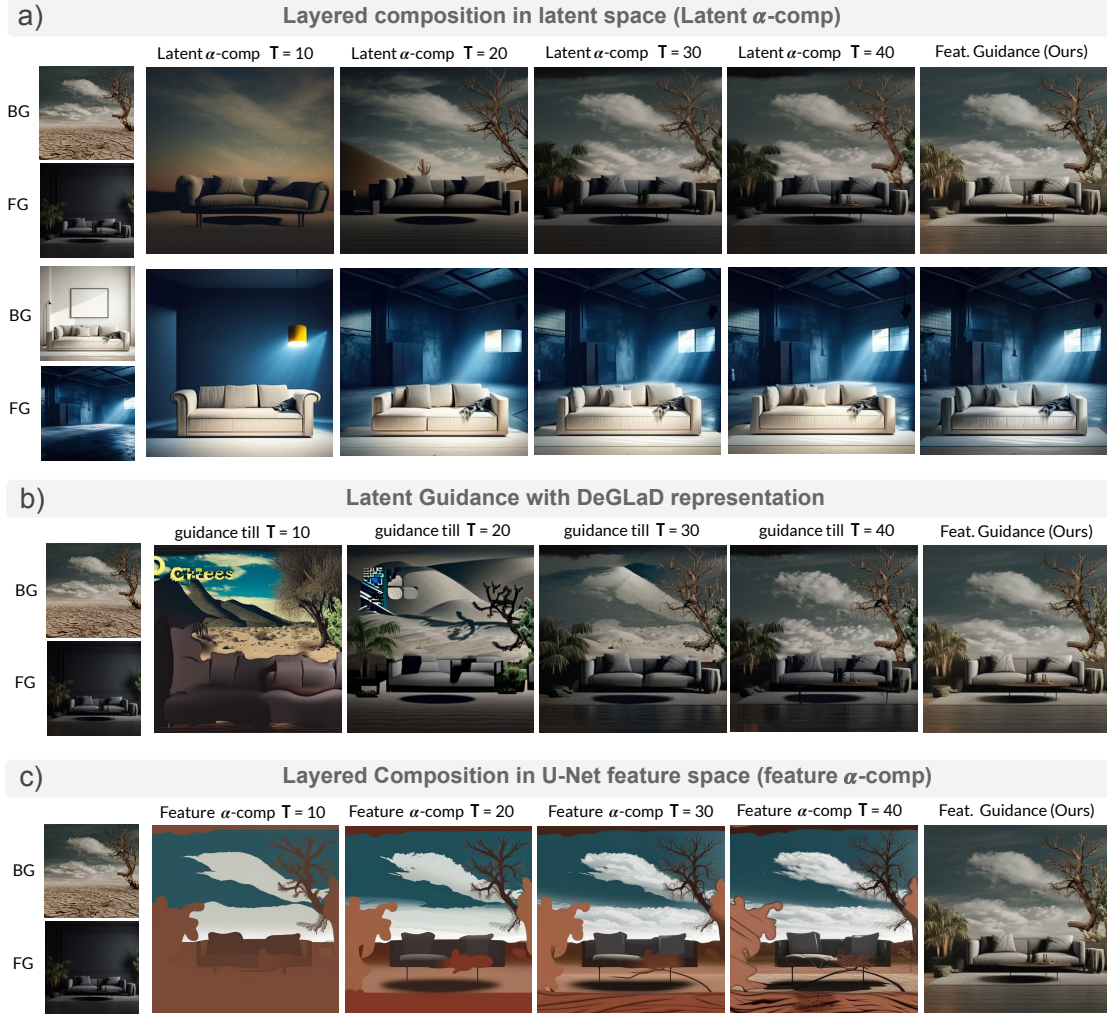 a)
Layered composition in latent space (Latent α-comp)
Latent α-comp T = 10
Latent α-comp T = 20
Latent α-comp T = 30
Latent α-comp T = 40
Feat. Guidance (Ours)
BG
FG
BG
FG
b)
Latent Guidance with DeGLaD representation
guidance till T = 10
guidance till T = 20
guidance till T = 30
guidance till T = 40
Feat. Guidance (Ours)
BG
FG
c)
Layered Composition in U-Net feature space (feature α-comp)
Feature α-comp T = 10
Feature α-comp T = 20
Feature α-comp T = 30
Feature α-comp T = 40
Feat. Guidance (Ours)
BG
FG